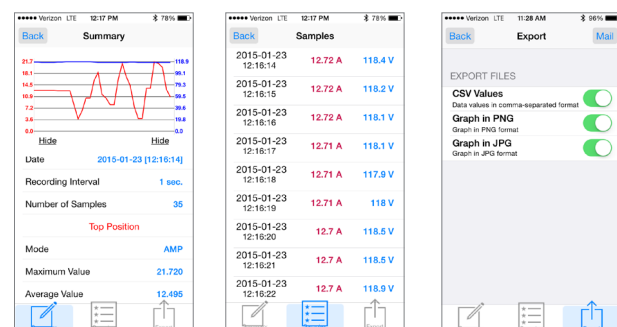 Verizon LTE 12:17 PM 78%
Back Summary
21.7 118.9
18.1 99.1
14.5 79.3
10.9 59.5
7.2 39.6
3.6 19.8
0.0 0.0
Hide Hide
Date 2015-01-23 [12:16:14]
Recording Interval 1 sec.
Number of Samples 35
Top Position
Mode AMP
Maximum Value 21.720
Average Value 12.495
Verizon LTE 12:17 PM 78%
Back Samples
2015-01-23
12:16:14 12.72 A 118.4 V
2015-01-23
12:16:15 12.72 A 118.2 V
2015-01-23
12:16:16 12.72 A 118.1 V
2015-01-23
12:16:17 12.71 A 118.1 V
2015-01-23
12:16:18 12.71 A 117.9 V
2015-01-23
12:16:19 12.71 A 118 V
2015-01-23
12:16:20 12.7 A 118.5 V
2015-01-23
12:16:21 12.7 A 118.5 V
2015-01-23
12:16:22 12.7 A 118.9 V
Verizon LTE 11:28 AM 96%
Back Export Mail
EXPORT FILES
CSV Values
Data values in comma-separated format
Graph in PNG
Graph in PNG format
Graph in JPG
Graph in JPG format